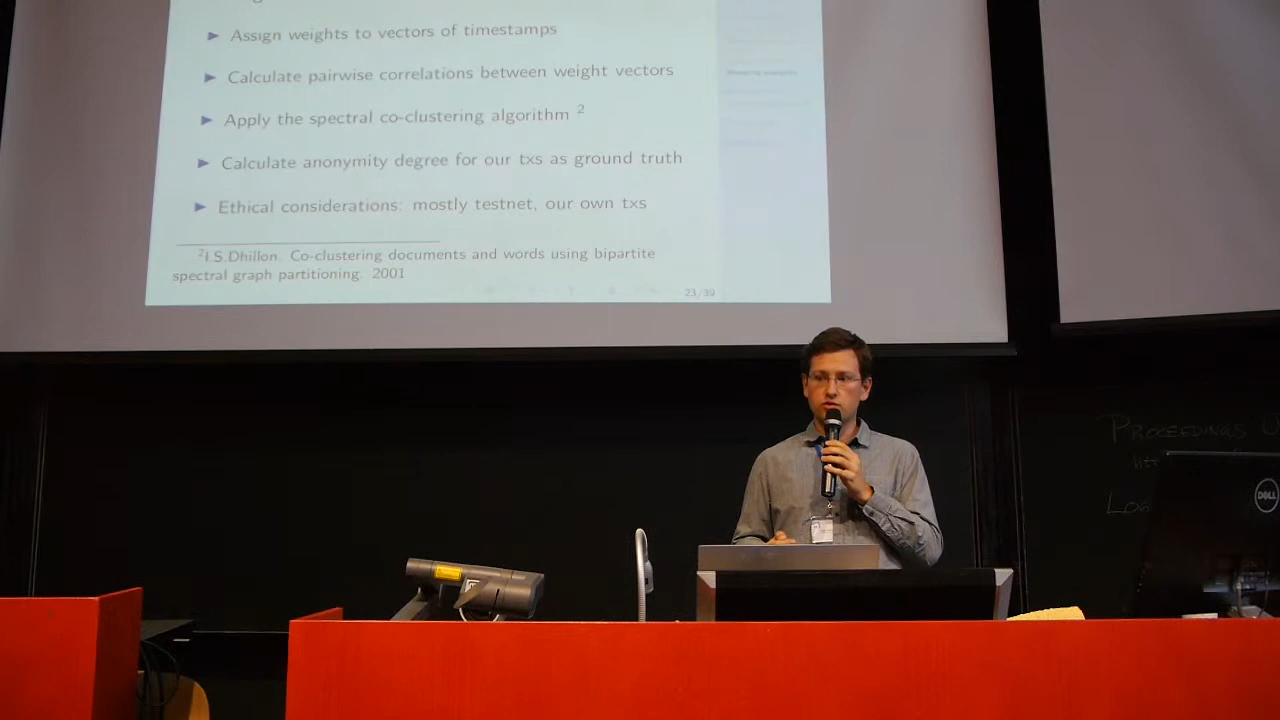 ▶ Assign weights to vectors of timestamps
▶ Calculate pairwise correlations between weight vectors
▶ Apply the spectral co-clustering algorithm ²
▶ Calculate anonymity degree for our txs as ground truth
▶ Ethical considerations: mostly testnet, our own txs
²I.S.Dhillon. Co-clustering documents and words using bipartite
spectral graph partitioning. 2001
23/39
PROCEEDINGS
DELL